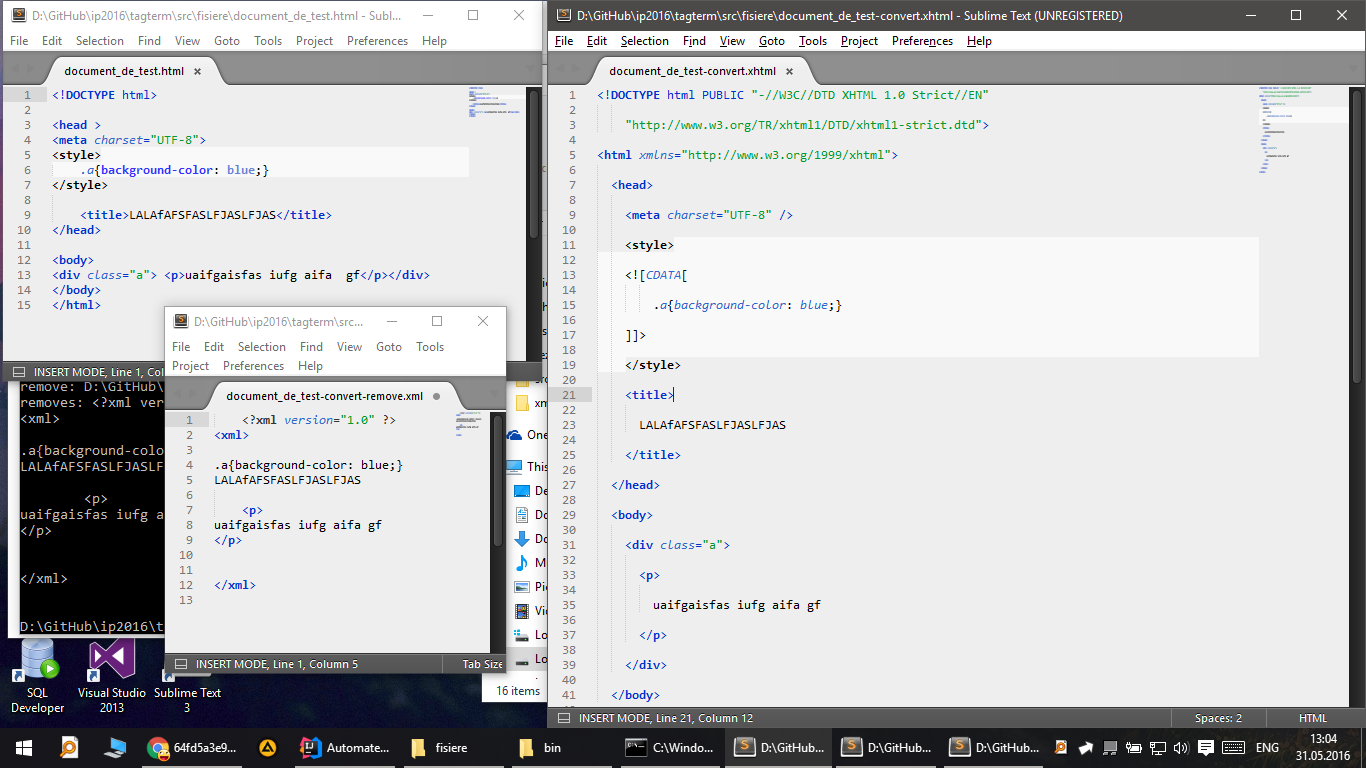 D:\GitHub\ip2016\tagterm\src\fisiere\document_de_test.html - Subl...
File Edit Selection Find View Goto Tools Project Preferences Help
document_de_test.html ×
1 <!DOCTYPE html>
2
3 <head >
4 <meta charset="UTF-8">
5 <style>
6 .a{background-color: blue;}
7 </style>
8
9 <title>LALAfAFSFASLFJASLFJAS</title>
10 </head>
11
12 <body>
13 <div class="a"> <p>uaifgaisfas iufg aifa  gf</p></div>
14 </body>
15 </html>
INSERT MODE, Line 1, Col
D:\GitHub\ip2016\tagterm\src\fisiere\document_de_test-convert.xhtml - Sublime Text (UNREGISTERED)
File Edit Selection Find View Goto Tools Project Preferences Help
document_de_test-convert.xhtml ×
1 <!DOCTYPE html PUBLIC "-//W3C//DTD XHTML 1.0 Strict//EN"
2
3 "http://www.w3.org/TR/xhtml1/DTD/xhtml1-strict.dtd">
4
5 <html xmlns="http://www.w3.org/1999/xhtml">
6
7 <head>
8
9 <meta charset="UTF-8" />
10
11 <style>
12
13 <![CDATA[
14
15 .a{background-color: blue;}
16
17 ]]>
18
19 </style>
20
21 <title>
22
23 LALAfAFSFASLFJASLFJAS
24
25 </title>
26
27 </head>
28
29 <body>
30
31 <div class="a">
32
33 <p>
34
35 uaifgaisfas iufg aifa gf
36
37 </p>
38
39 </div>
40
41 </body>
INSERT MODE, Line 21, Column 12 Spaces: 2 HTML
D:\GitHub\ip2016\tagterm\src...
File Edit Selection Find View Goto Tools
Project Preferences Help
document_de_test-convert-remove.xml
1 <?xml version="1.0" ?>
2 <xml>
3
4 .a{background-color: blue;}
5 LALAfAFSFASLFJASLFJAS
6
7 <p>
8 uaifgaisfas iufg aifa gf
9 </p>
10
11
12 </xml>
13
INSERT MODE, Line 1, Column 5 Tab Size
remove: D:\GitHub\
removes: <?xml ver
<xml>
.a{background-colo
LALAfAFSFASLFJASLF
<p>
uaifgaisfas iufg a
</p>
</xml>
D:\GitHub\ip2016\t
xm
One
This
De
Do
Do
M
Pic
Vi
Lo
Lo
16 items
SQL
Developer
Visual Studio
2013
Sublime Text
3
64fd5a3e9...
Automate...
fisiere
bin
C:\Windo...
D:\GitHub...
D:\GitHub...
D:\GitHub...
ENG
13:04
31.05.2016